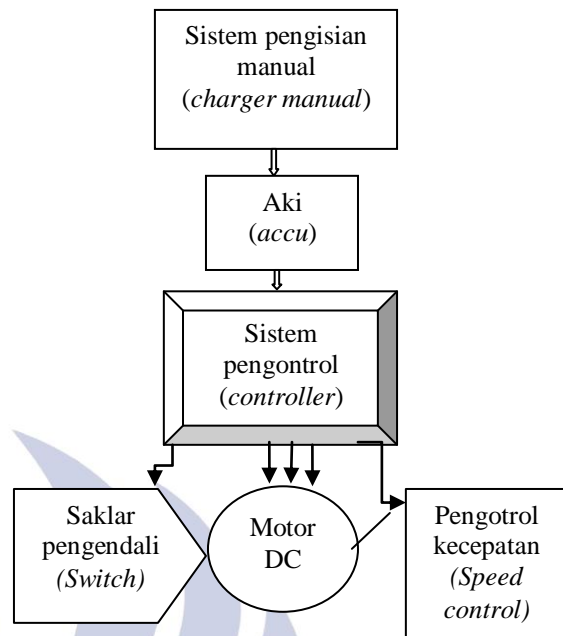 Sistem pengisian
manual
(charger manual)
Aki
(accu)
Sistem
pengontrol
(controller)
Saklar
pengendali
(Switch)
Motor
DC
Pengotrol
kecepatan
(Speed
control)